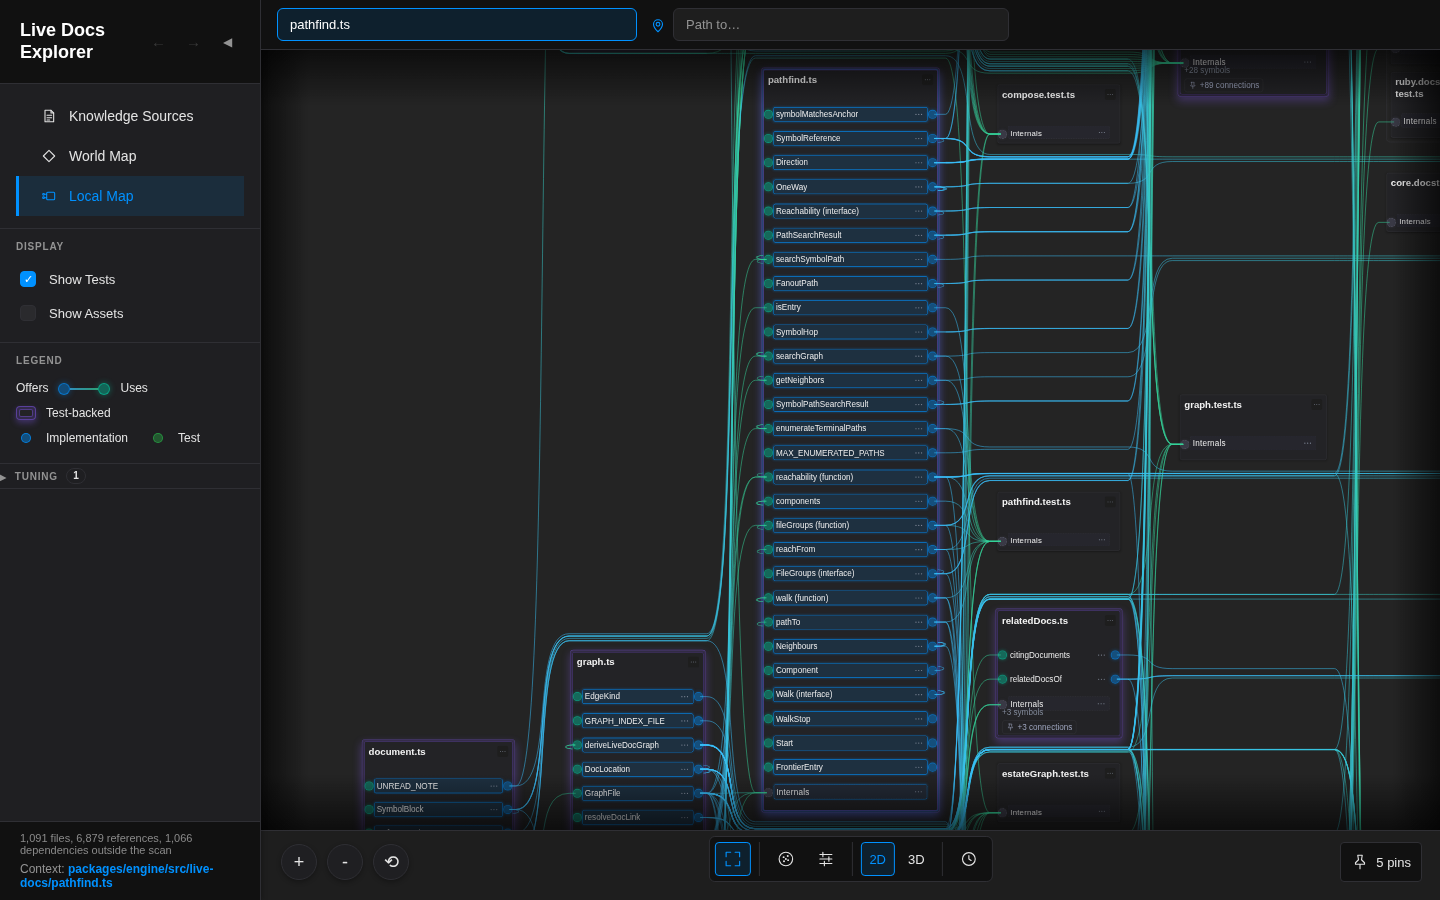 Live Docs
Explorer
pathfind.ts
Path to…
Knowledge Sources
World Map
Local Map
DISPLAY
Show Tests
Show Assets
LEGEND
Offers
Uses
Test-backed
Implementation
Test
TUNING
1
1,091 files, 6,879 references, 1,066
dependencies outside the scan
Context: packages/engine/src/live-
docs/pathfind.ts
document.ts
UNREAD_NOTE
SymbolBlock
graph.ts
EdgeKind
GRAPH_INDEX_FILE
deriveLiveDocGraph
DocLocation
GraphFile
resolveDocLink
pathfind.ts
symbolMatchesAnchor
SymbolReference
Direction
OneWay
Reachability (interface)
PathSearchResult
searchSymbolPath
FanoutPath
isEntry
SymbolHop
searchGraph
getNeighbors
SymbolPathSearchResult
enumerateTerminalPaths
MAX_ENUMERATED_PATHS
reachability (function)
components
fileGroups (function)
reachFrom
FileGroups (interface)
walk (function)
pathTo
Neighbours
Component
Walk (interface)
WalkStop
Start
FrontierEntry
Internals
compose.test.ts
Internals
pathfind.test.ts
Internals
relatedDocs.ts
citingDocuments
relatedDocsOf
Internals
+3 symbols
+3 connections
estateGraph.test.ts
Internals
Internals
+28 symbols
+89 connections
graph.test.ts
Internals
ruby.docs
test.ts
Internals
core.docst
Internals
+
-
2D
3D
5 pins